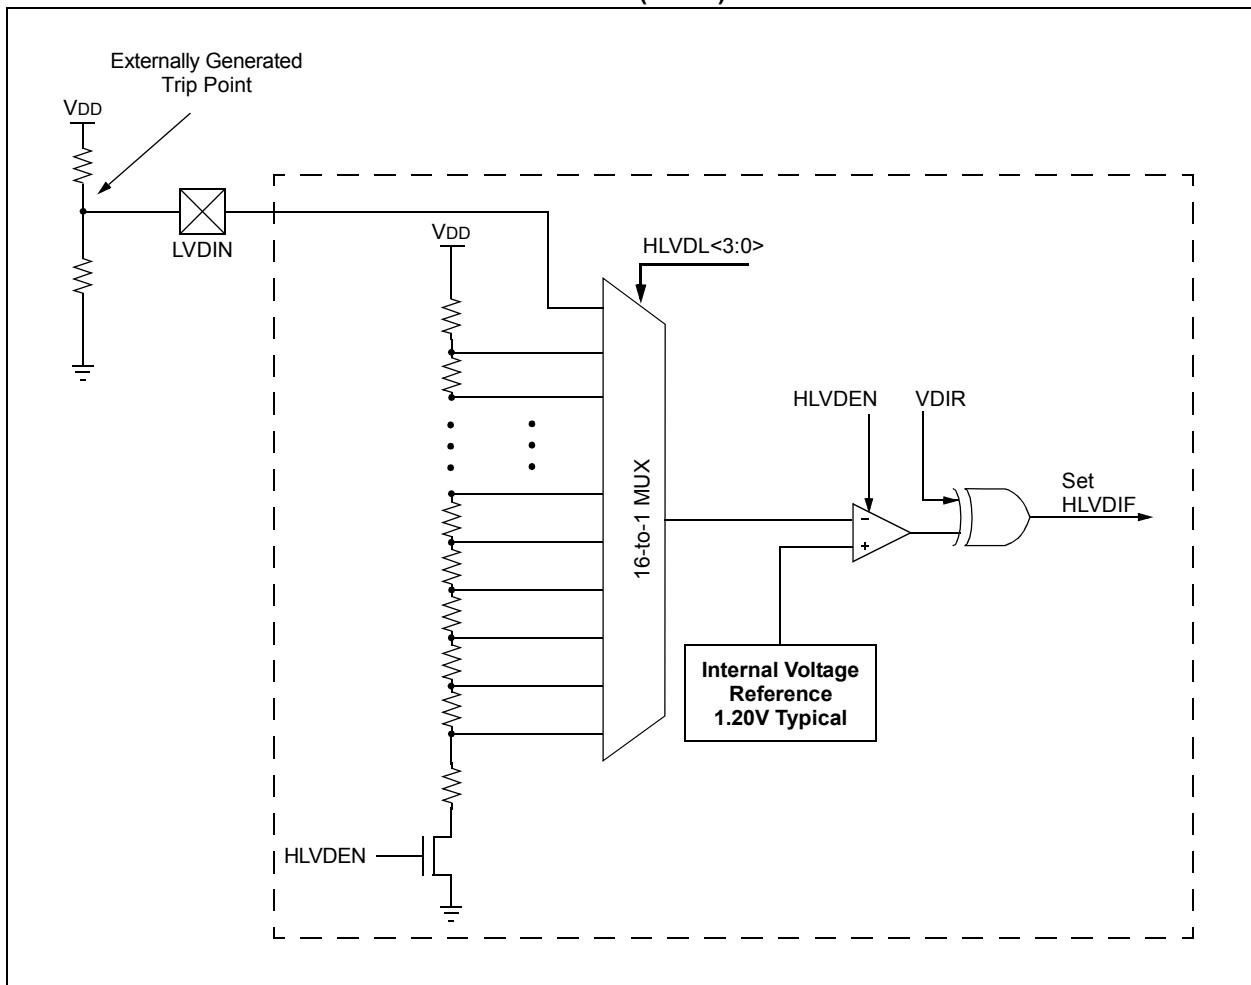 Externally Generated
Trip Point
VDD
LVDIN
VDD
HLVDL<3:0>
HLVDEN
VDIR
16-to-1 MUX
Set
HLVDIF
-
+
Internal Voltage
Reference
1.20V Typical
HLVDEN